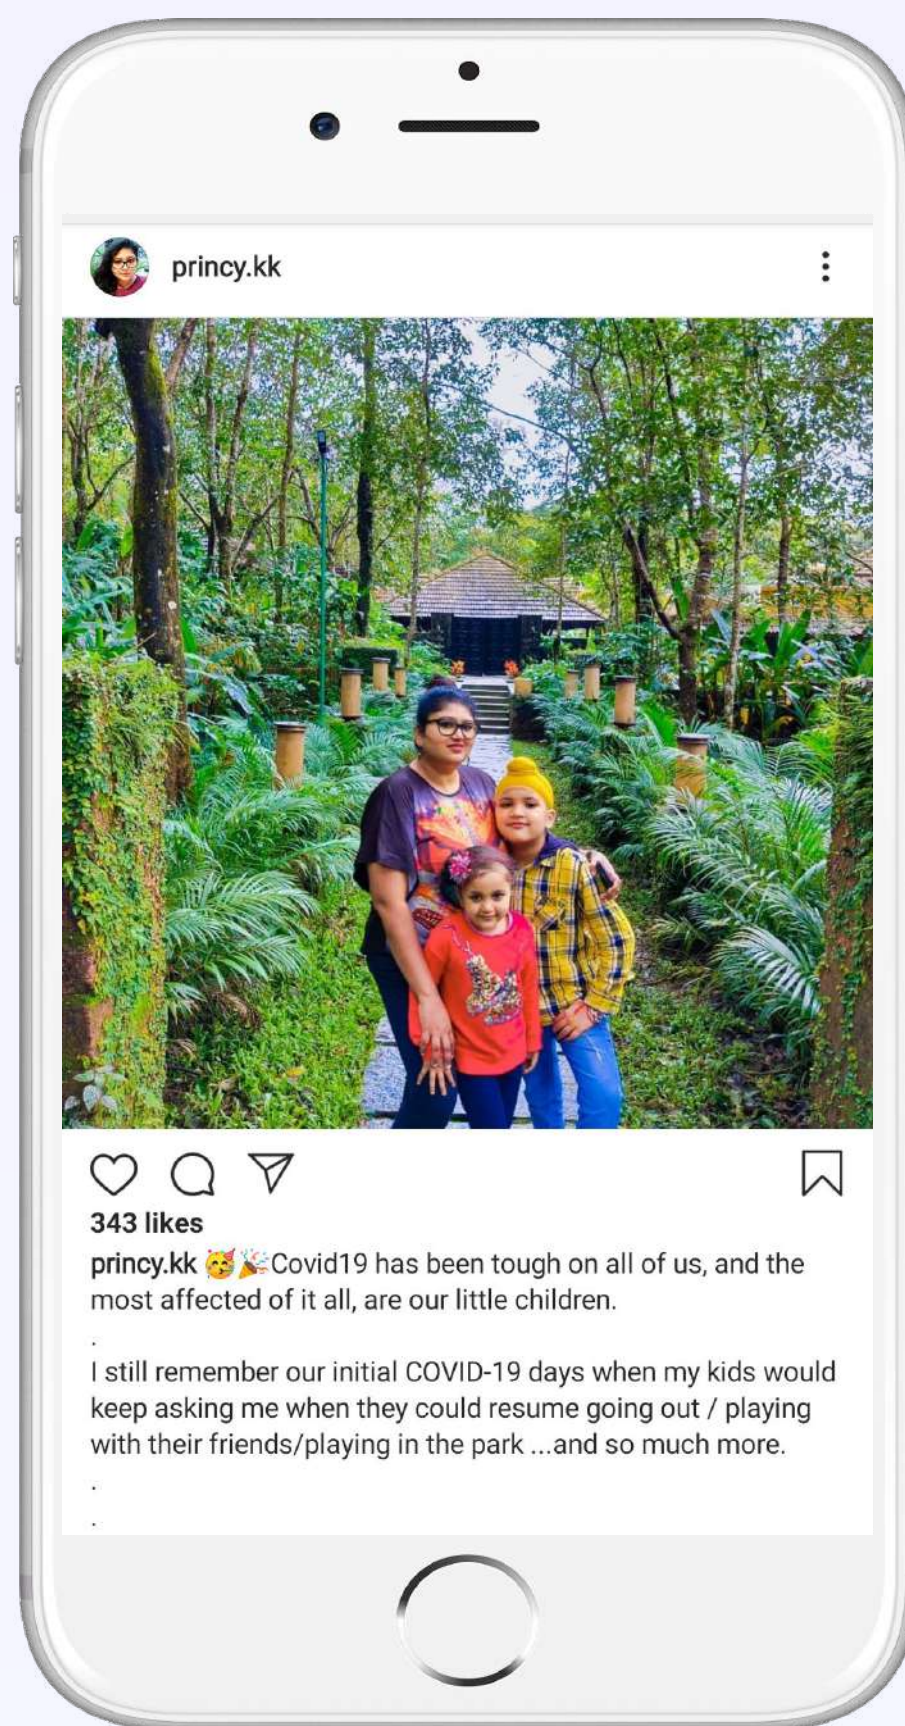 princy.kk
343 likes
princy.kk 🥳🎉Covid19 has been tough on all of us, and the
most affected of it all, are our little children.
.
I still remember our initial COVID-19 days when my kids would
keep asking me when they could resume going out / playing
with their friends/playing in the park ...and so much more.
.
.